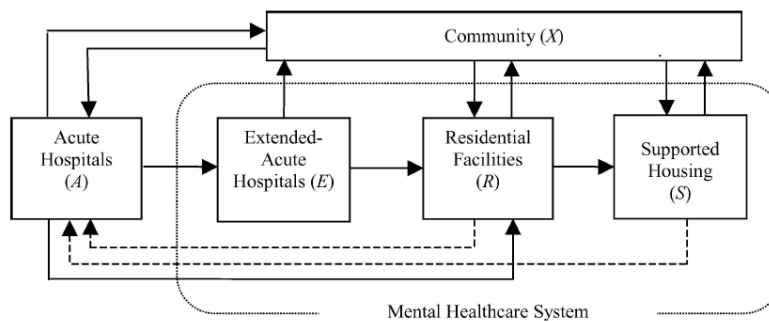 Community (X)
Acute
Hospitals
(A)
Extended-
Acute
Hospitals (E)
Residential
Facilities
(R)
Supported
Housing
(S)
Mental Healthcare System